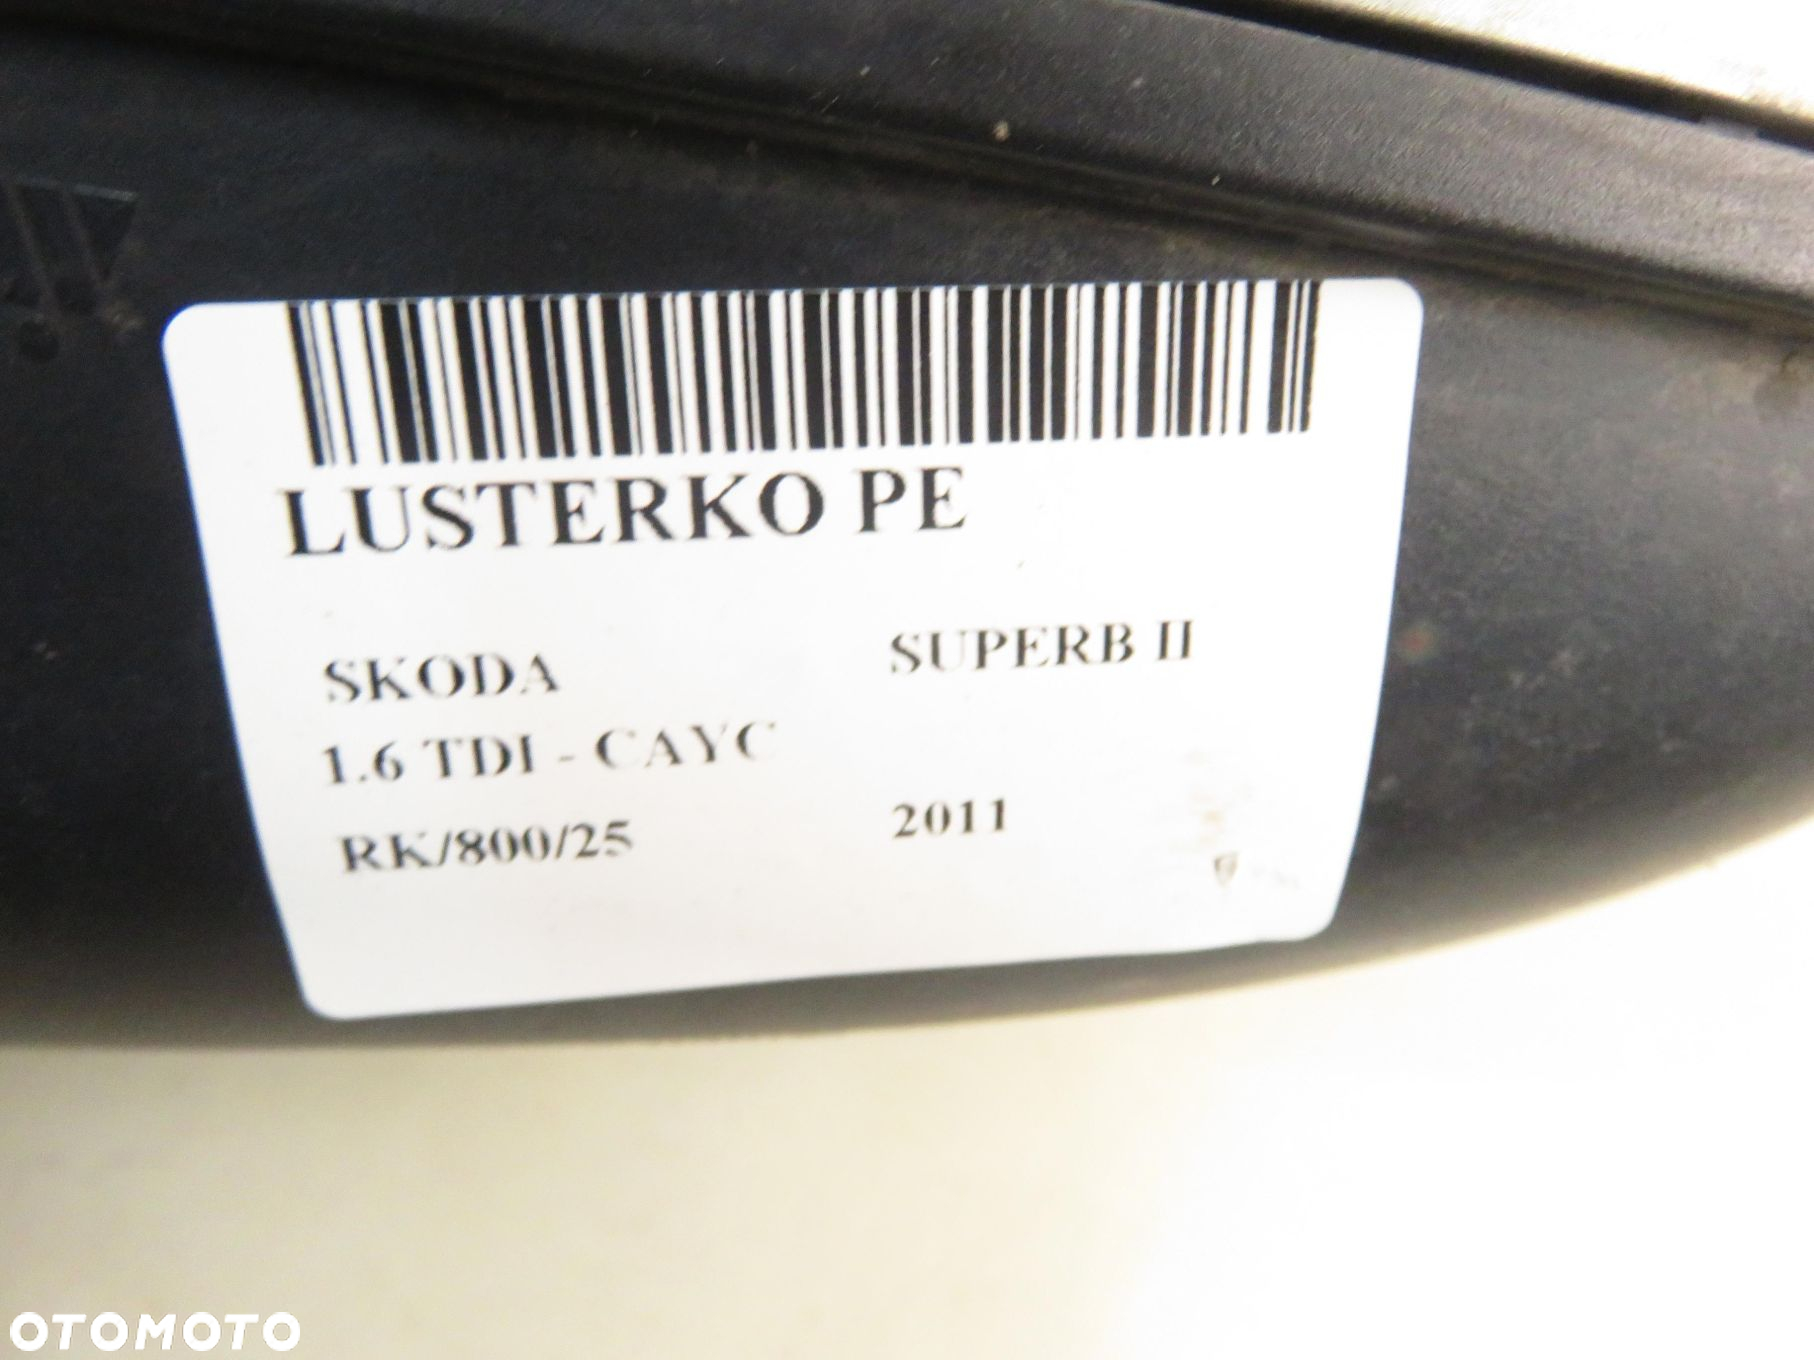 LUSTERKO PE
SKODA SUPERB II
1.6 TDI - CAYC
RK/800/25 2011
OTOMOTO